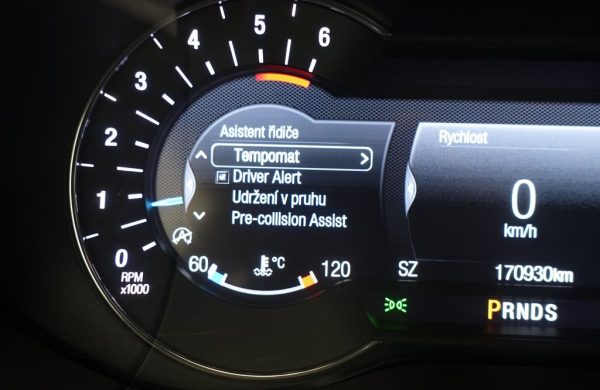 6
5
4
3
2
1
0
RPM
x1000
Asistent řidiče
Tempomat >
Driver Alert
Udržení v pruhu
Pre-collision Assist
60 °C 120
Rychlost
0
km/h
SZ 170930km
PRNDS